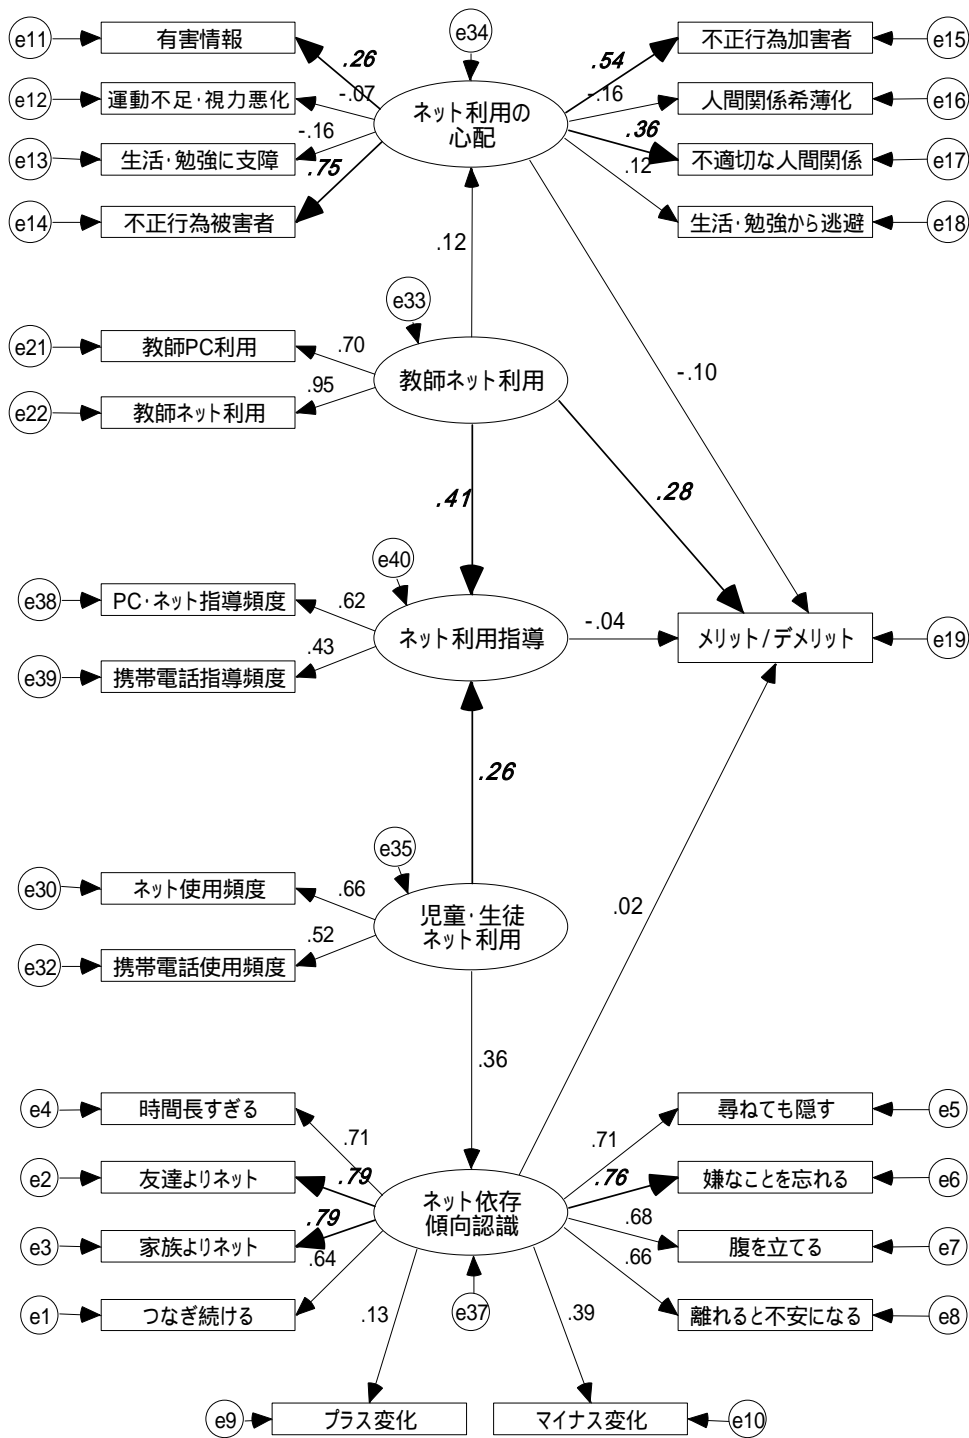 e11
有害情報
e34
不正行為加害者
e15
.26
.54
e12
運動不足・視力悪化
-.07
ネット利用の
心配
-.16
人間関係希薄化
e16
e13
生活・勉強に支障
-.16
.36
不適切な人間関係
e17
.75
.12
e14
不正行為被害者
生活・勉強から逃避
e18
.12
e33
e21
教師PC利用
.70
教師ネット利用
-.10
e22
教師ネット利用
.95
.41
.28
e40
e38
PC・ネット指導頻度
.62
ネット利用指導
-.04
メリット/デメリット
e19
e39
携帯電話指導頻度
.43
.26
e35
e30
ネット使用頻度
.66
児童・生徒
ネット利用
.02
e32
携帯電話使用頻度
.52
.36
e4
時間長すぎる
尋ねても隠す
e5
.71
.71
e2
友達よりネット
.79
ネット依存
傾向認識
.76
嫌なことを忘れる
e6
e3
家族よりネット
.79
.68
腹を立てる
e7
.64
.66
e1
つなぎ続ける
e37
離れると不安になる
e8
.13
.39
e9
プラス変化
マイナス変化
e10